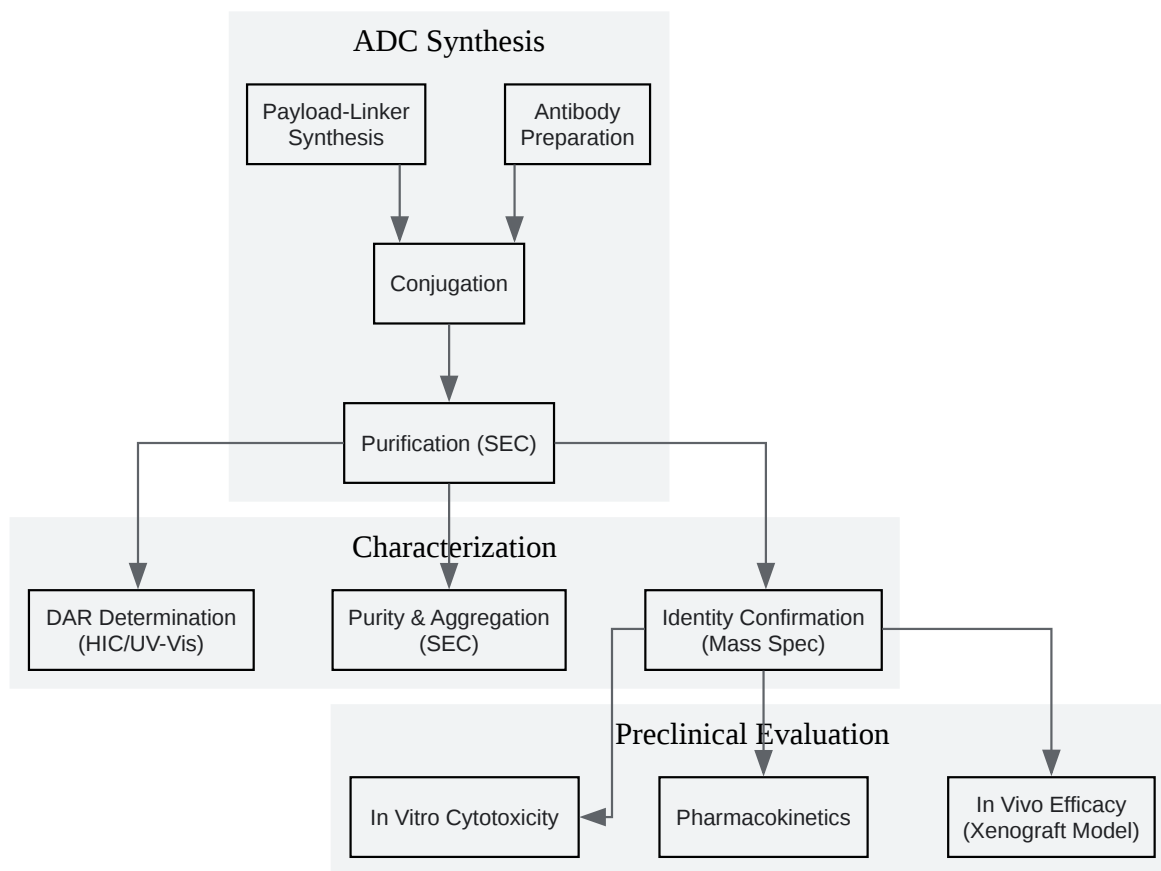 ADC Synthesis
Payload-Linker
Synthesis
Antibody
Preparation
Conjugation
Purification (SEC)
Characterization
DAR Determination
(HIC/UV-Vis)
Purity & Aggregation
(SEC)
Identity Confirmation
(Mass Spec)
Preclinical Evaluation
In Vitro Cytotoxicity
Pharmacokinetics
In Vivo Efficacy
(Xenograft Model)